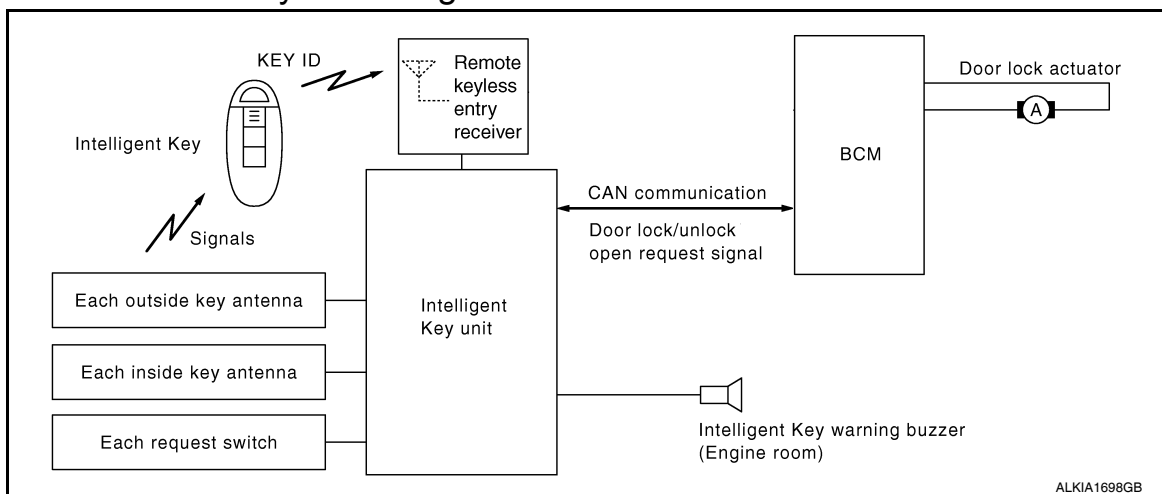 KEY ID
Remote
keyless
entry
receiver
Door lock actuator
A
Intelligent Key
BCM
CAN communication
Signals
Door lock/unlock
open request signal
Each outside key antenna
Intelligent
Key unit
Each inside key antenna
Each request switch
Intelligent Key warning buzzer
(Engine room)
ALKIA1698GB